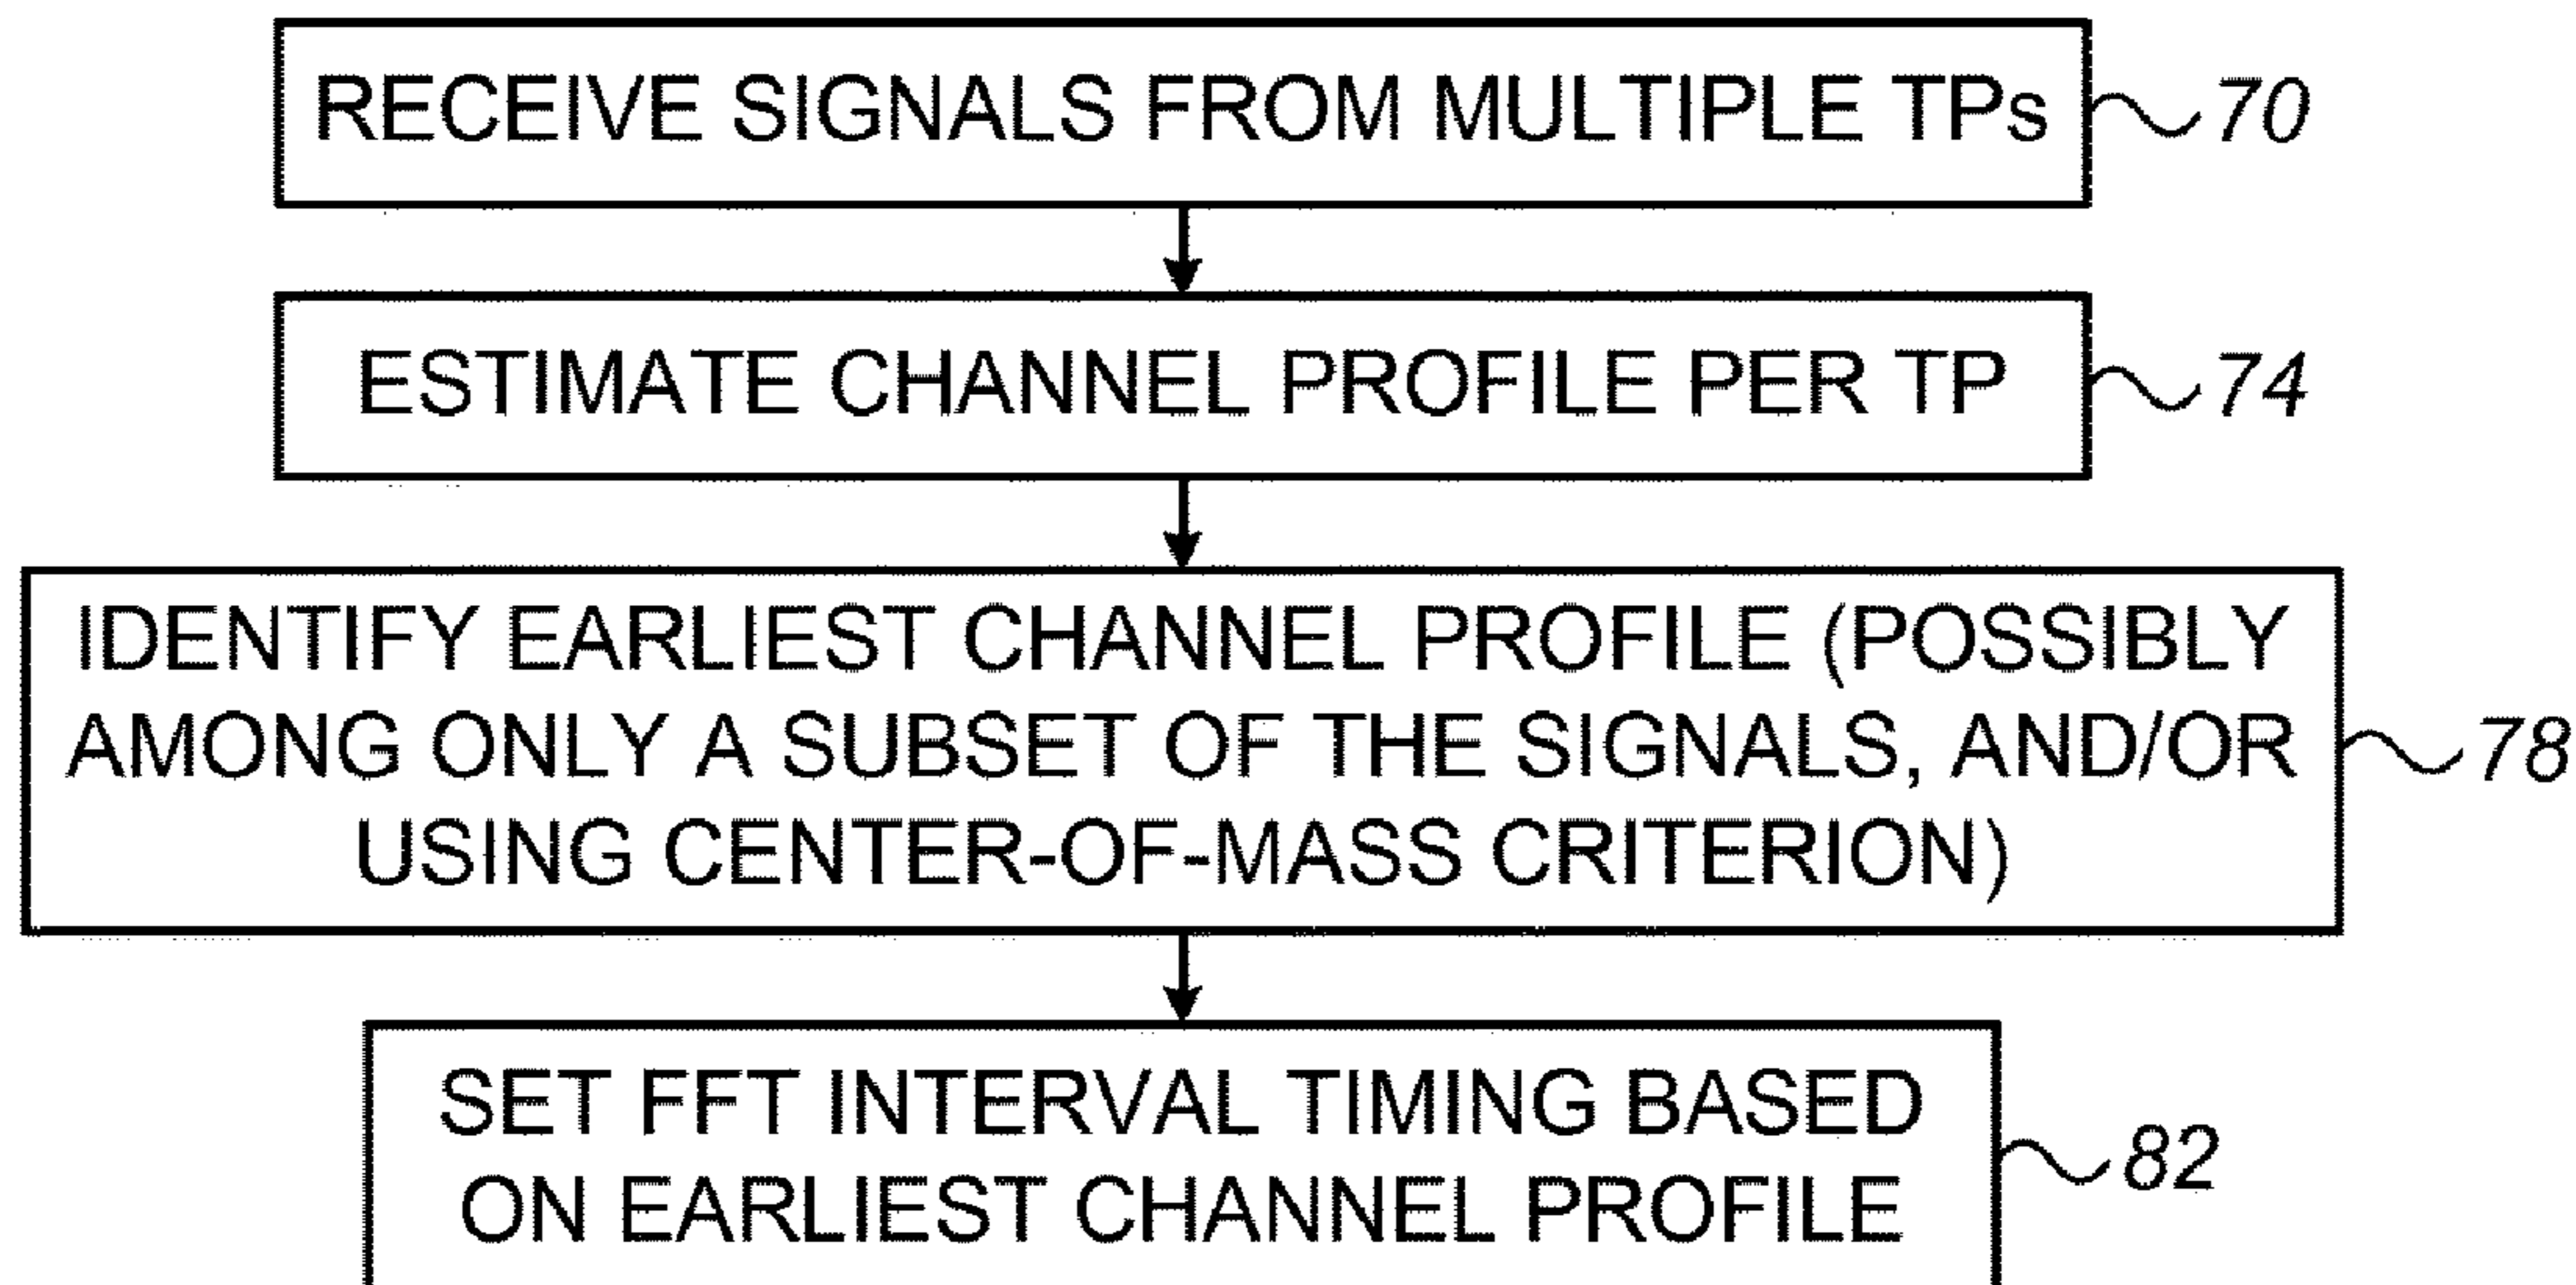 RECEIVE SIGNALS FROM MULTIPLE TPs
70
ESTIMATE CHANNEL PROFILE PER TP
74
IDENTIFY EARLIEST CHANNEL PROFILE (POSSIBLY
AMONG ONLY A SUBSET OF THE SIGNALS, AND/OR
USING CENTER-OF-MASS CRITERION)
78
SET FFT INTERVAL TIMING BASED
ON EARLIEST CHANNEL PROFILE
82